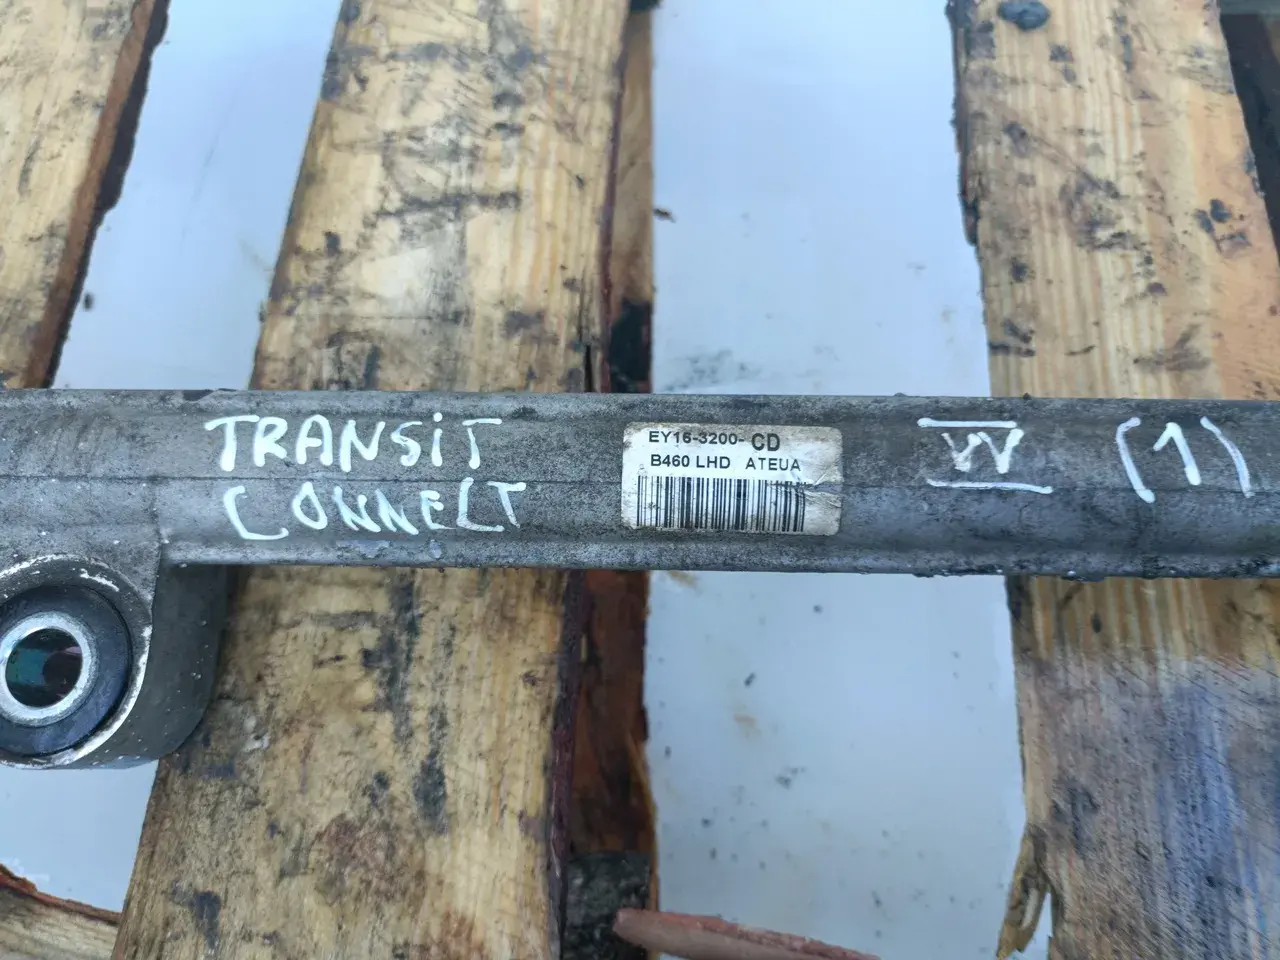 TRANSiT
CONNECT
EY16-3200-CD
B460 LHD ATEUA
VV
(1)